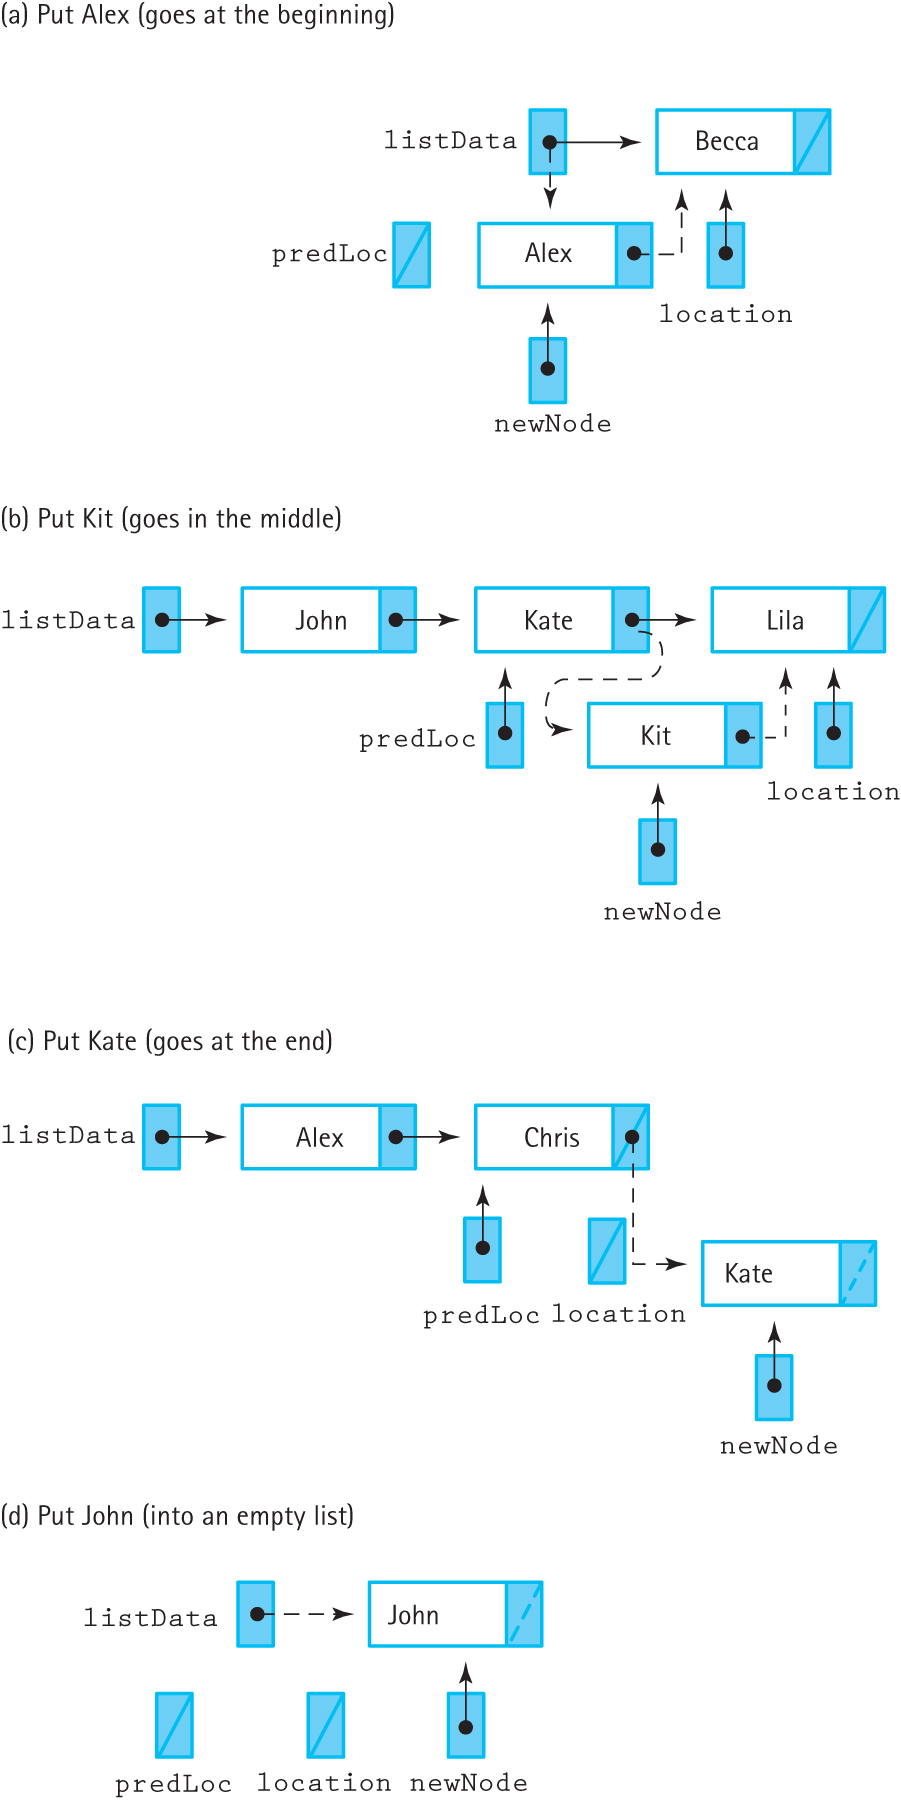 (a) Put Alex (goes at the beginning)
listData
Becca
predLoc
Alex
location
newNode
(b) Put Kit (goes in the middle)
listData
John
Kate
Lila
predLoc
Kit
location
newNode
(c) Put Kate (goes at the end)
listData
Alex
Chris
Kate
predLoc
location
newNode
(d) Put John (into an empty list)
listData
John
predLoc
location
newNode